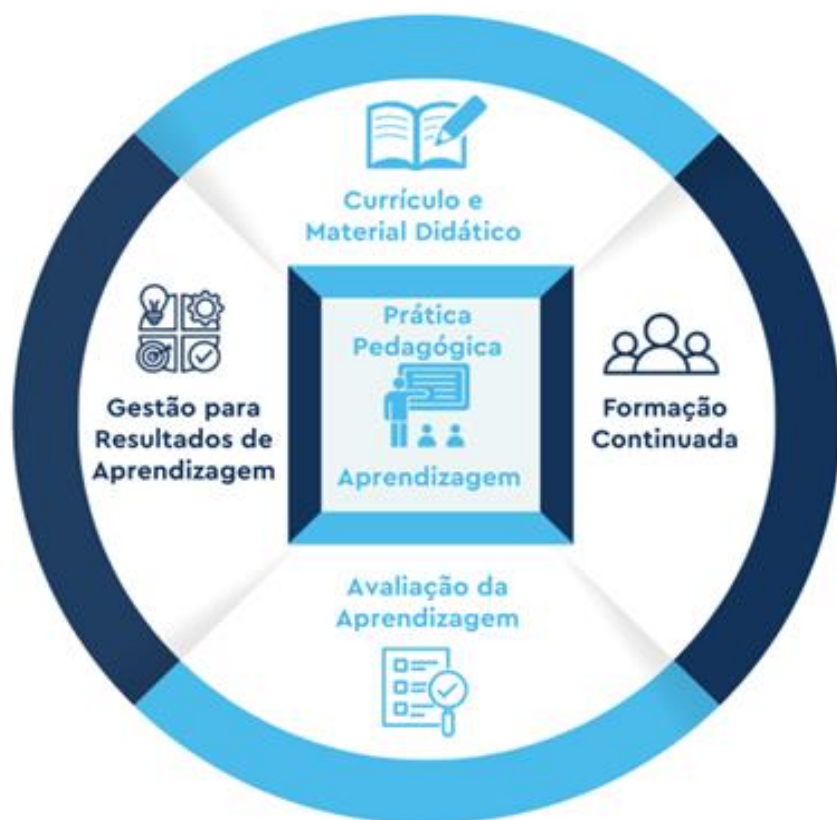 Currículo e
Material Didático
Prática
Pedagógica
Aprendizagem
Gestão para
Resultados de
Aprendizagem
Formação
Continuada
Avaliação da
Aprendizagem